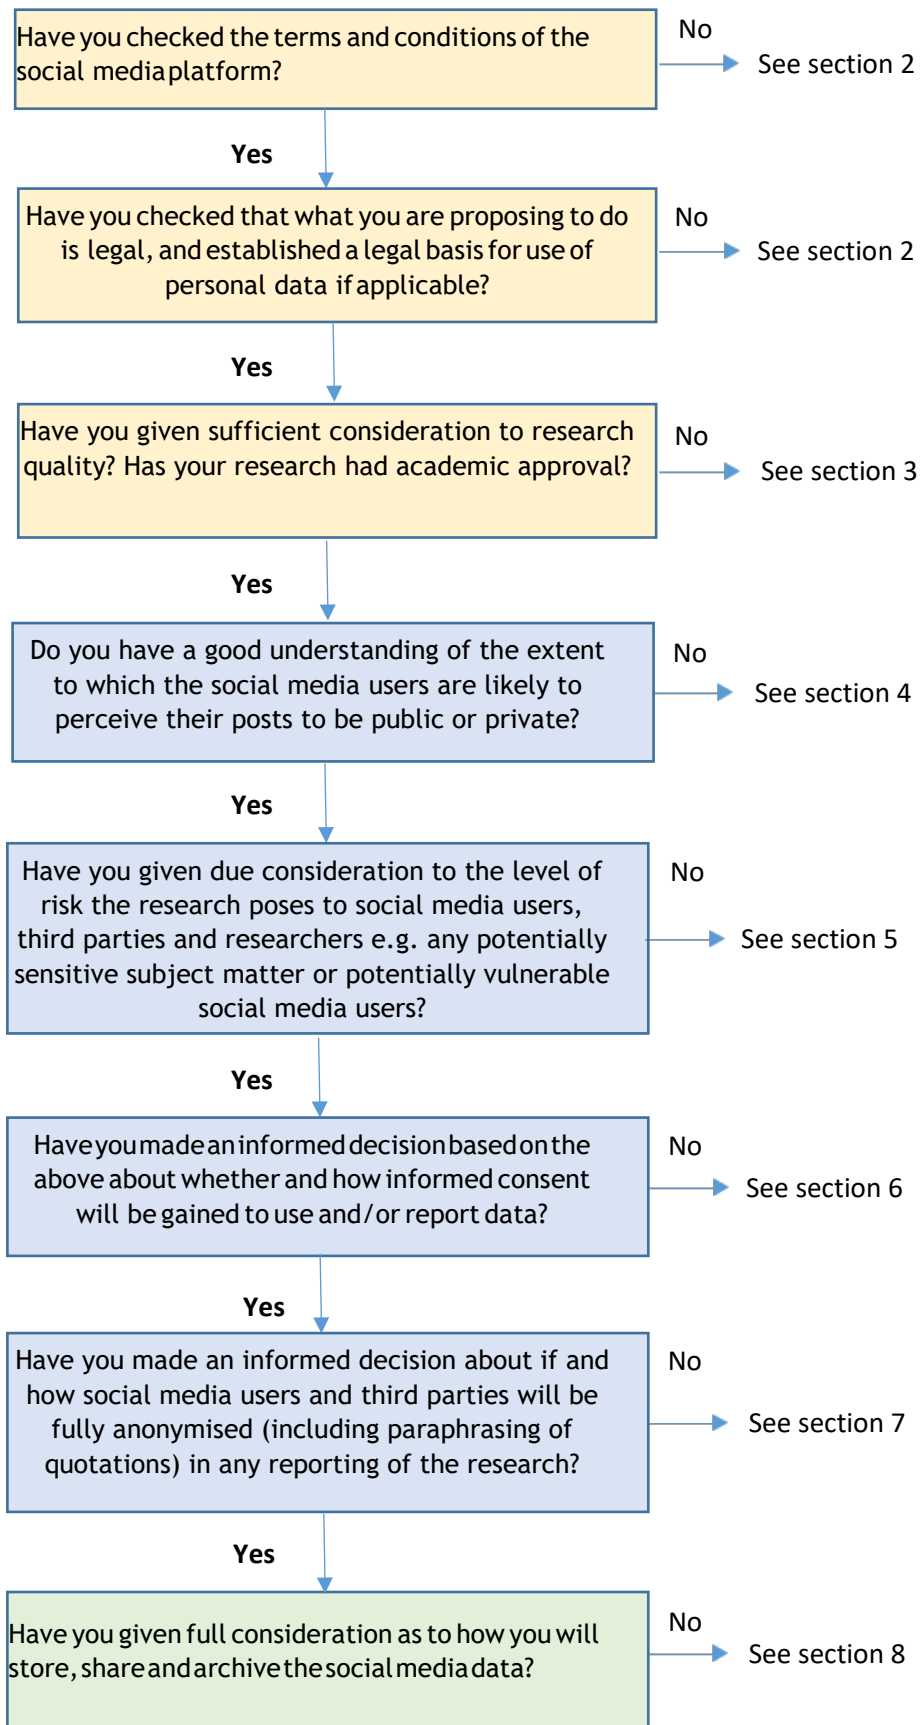 Have you checked the terms and conditions of the
social media platform?
No
See section 2
Yes
Have you checked that what you are proposing to do
is legal, and established a legal basis for use of
personal data if applicable?
No
See section 2
Yes
Have you given sufficient consideration to research
quality? Has your research had academic approval?
No
See section 3
Yes
Do you have a good understanding of the extent
to which the social media users are likely to
perceive their posts to be public or private?
No
See section 4
Yes
Have you given due consideration to the level of
risk the research poses to social media users,
third parties and researchers e.g. any potentially
sensitive subject matter or potentially vulnerable
social media users?
No
See section 5
Yes
Have you made an informed decision based on the
above about whether and how informed consent
will be gained to use and/or report data?
No
See section 6
Yes
Have you made an informed decision about if and
how social media users and third parties will be
fully anonymised (including paraphrasing of
quotations) in any reporting of the research?
No
See section 7
Yes
Have you given full consideration as to how you will
store, share and archive the social media data?
No
See section 8